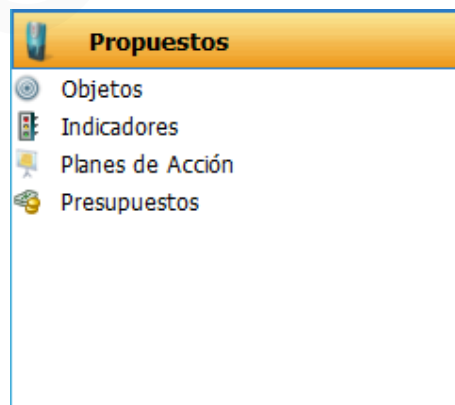 Propuestos
Objetos
Indicadores
Planes de Acción
Presupuestos